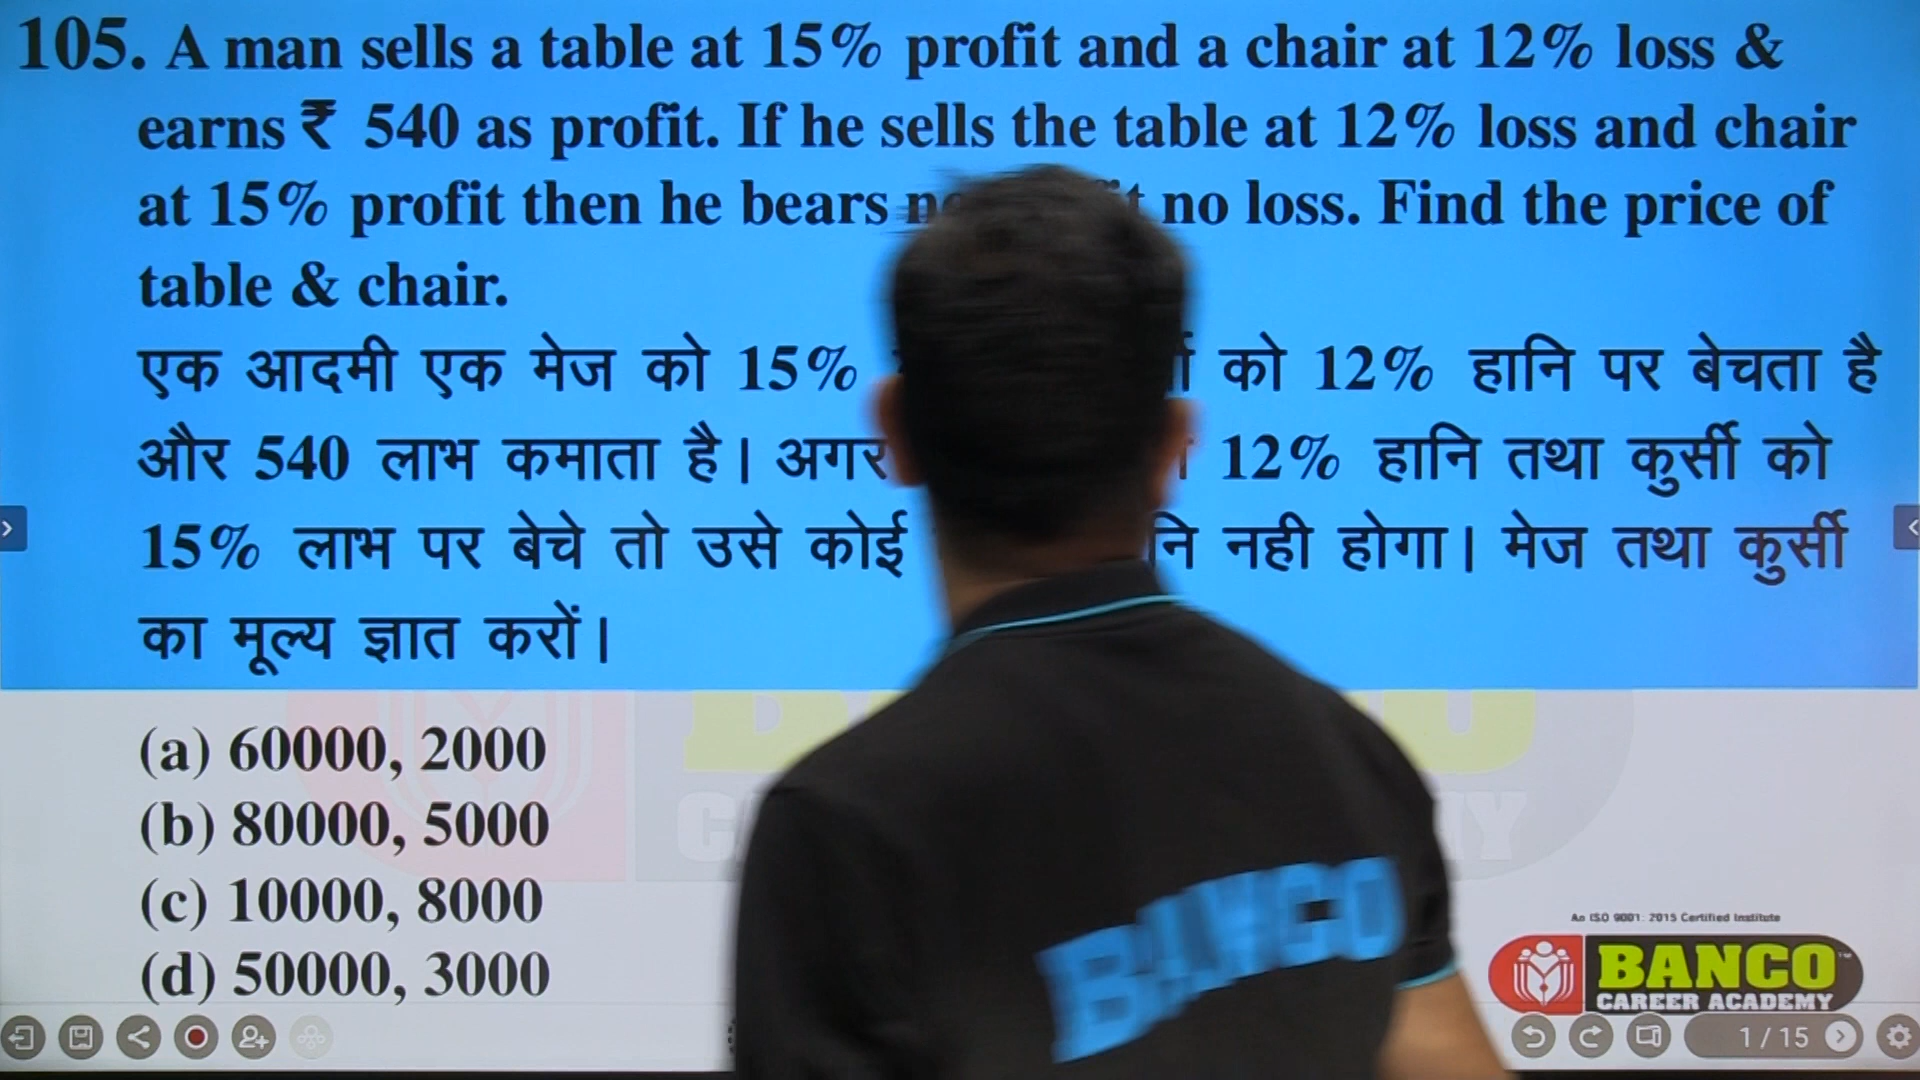 105. A man sells a table at 15% profit and a chair at 12% loss &
earns ₹ 540 as profit. If he sells the table at 12% loss and chair
at 15% profit then he bears no loss. Find the price of
table & chair.
एक आदमी एक मेज को 15% को 12% हानि पर बेचता है
और 540 लाभ कमाता है। अगर 12% हानि तथा कुर्सी को
15% लाभ पर बेचे तो उसे कोई नही होगा। मेज तथा कुर्सी
का मूल्य ज्ञात करों।
(a) 60000, 2000
(b) 80000, 5000
(c) 10000, 8000
(d) 50000, 3000
BANCO
An ISO 9001: 2015 Certified Institute
BANCO™
CAREER ACADEMY
1 / 15